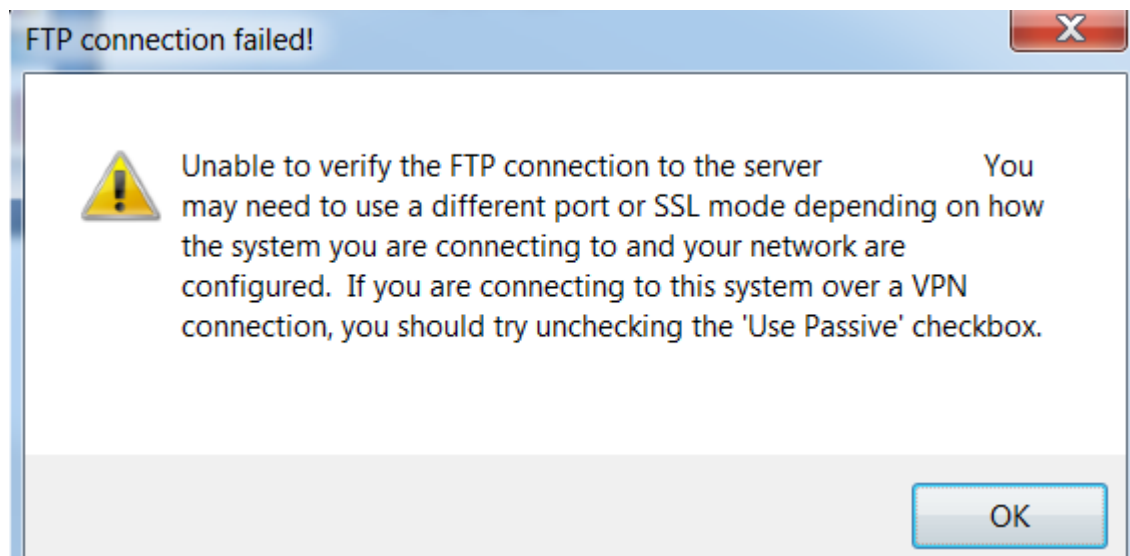 FTP connection failed!
Unable to verify the FTP connection to the server You
may need to use a different port or SSL mode depending on how
the system you are connecting to and your network are
configured. If you are connecting to this system over a VPN
connection, you should try unchecking the 'Use Passive' checkbox.
OK